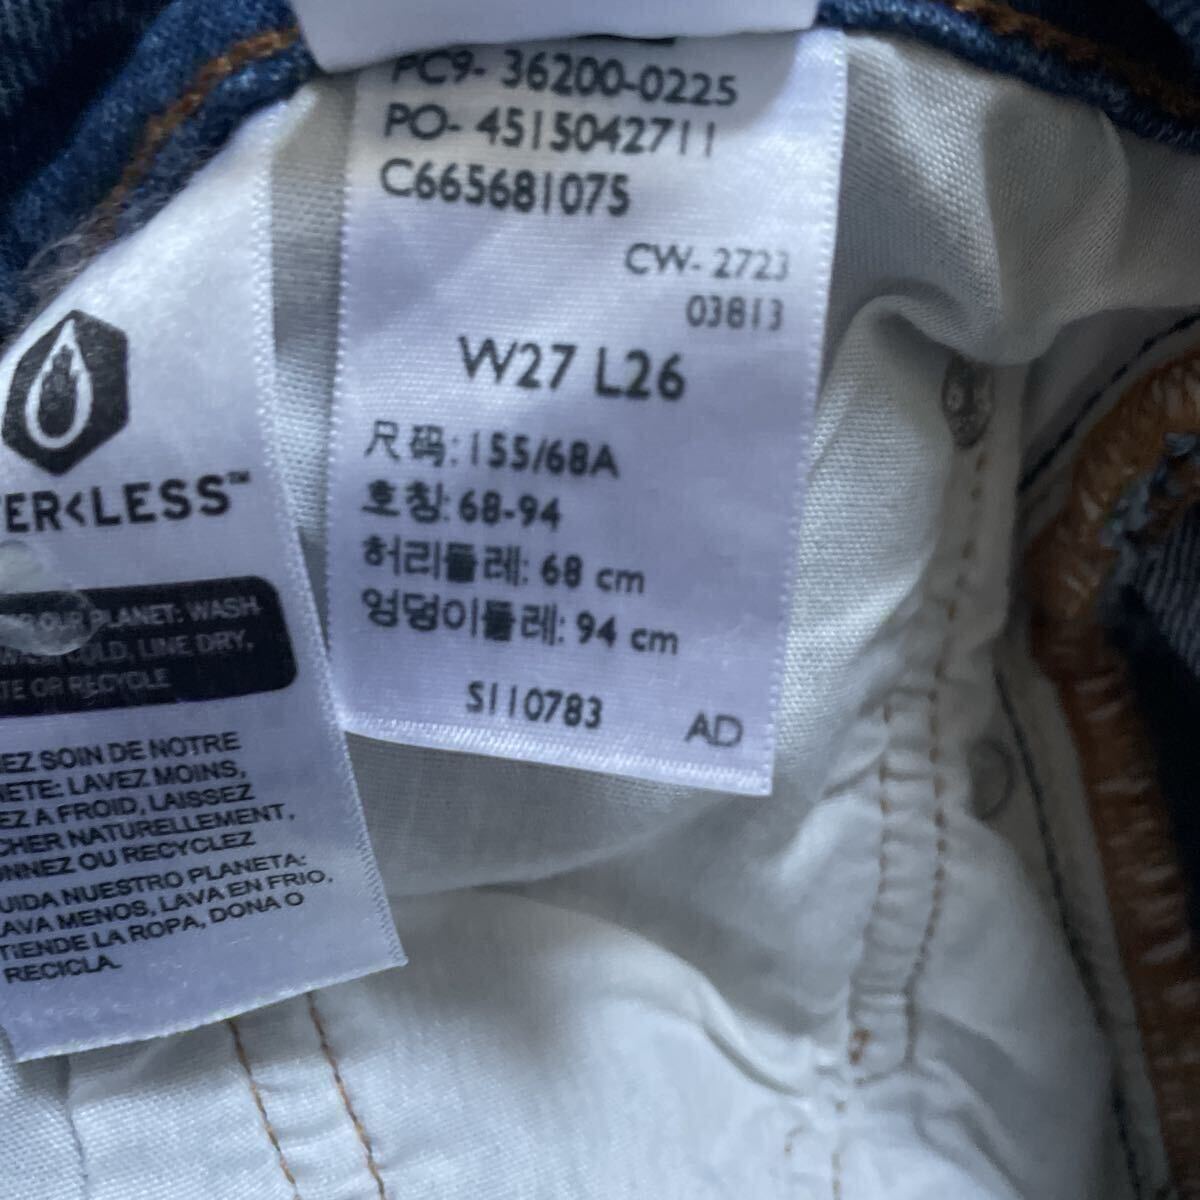 PC9- 36200-0225
PO- 4515042711
C665681075
CW- 2723
03813
W27 L26
尺码: 155/68A
호칭: 68-94
허리둘레: 68 cm
엉덩이둘레: 94 cm
S110783
AD
ER<LESS™
OUR PLANET: WASH
COLD, LINE DRY,
TE OR RECYCLE
EZ SOIN DE NOTRE
NETE: LAVEZ MOINS,
EZ A FROID, LAISSEZ
CHER NATURELLEMENT,
ONNEZ OU RECYCLEZ
UIDA NUESTRO PLANETA:
LAVA MENOS, LAVA EN FRIO,
TIENDE LA ROPA, DONA O
RECICLA.